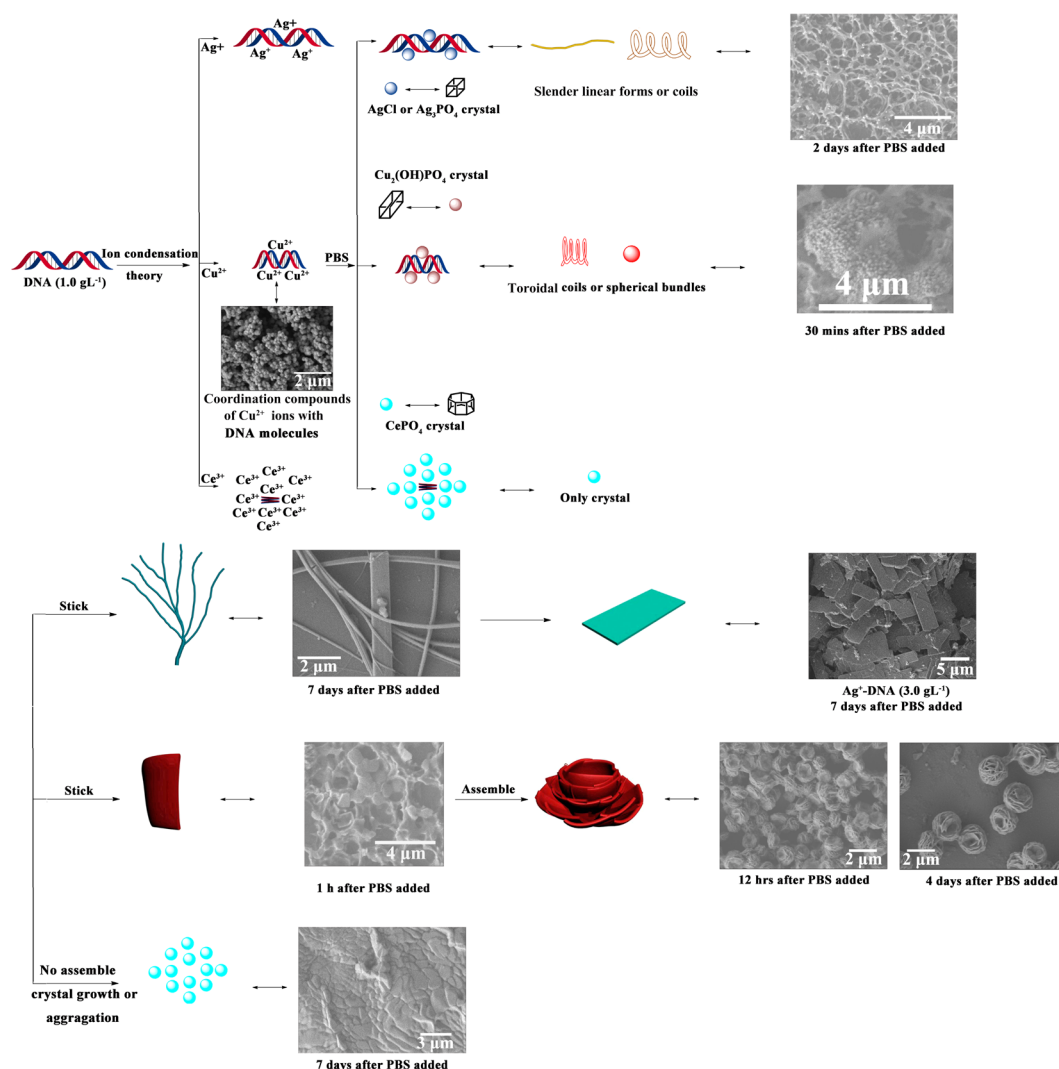 Ag+
Ag+
Ag⁺
Ag⁺
AgCl or Ag₃PO₄ crystal
Slender linear forms or coils
4 μm
2 days after PBS added
Cu₂(OH)PO₄ crystal
DNA (1.0 gL⁻¹)
Ion condensation
theory
Cu²⁺
Cu²⁺
Cu²⁺ Cu²⁺
PBS
Toroidal coils or spherical bundles
4 μm
30 mins after PBS added
2 μm
Coordination compounds
of Cu²⁺ ions with
DNA molecules
CePO₄ crystal
Ce³⁺
Ce³⁺
Ce³⁺ Ce³⁺
Ce³⁺
Ce³⁺ Ce³⁺
Ce³⁺ Ce³⁺ Ce³⁺
Ce³⁺
Only crystal
Stick
2 μm
7 days after PBS added
5 μm
Ag⁺-DNA (3.0 gL⁻¹)
7 days after PBS added
Stick
4 μm
1 h after PBS added
Assemble
2 μm
12 hrs after PBS added
2 μm
4 days after PBS added
No assemble
crystal growth or
aggragation
3 μm
7 days after PBS added